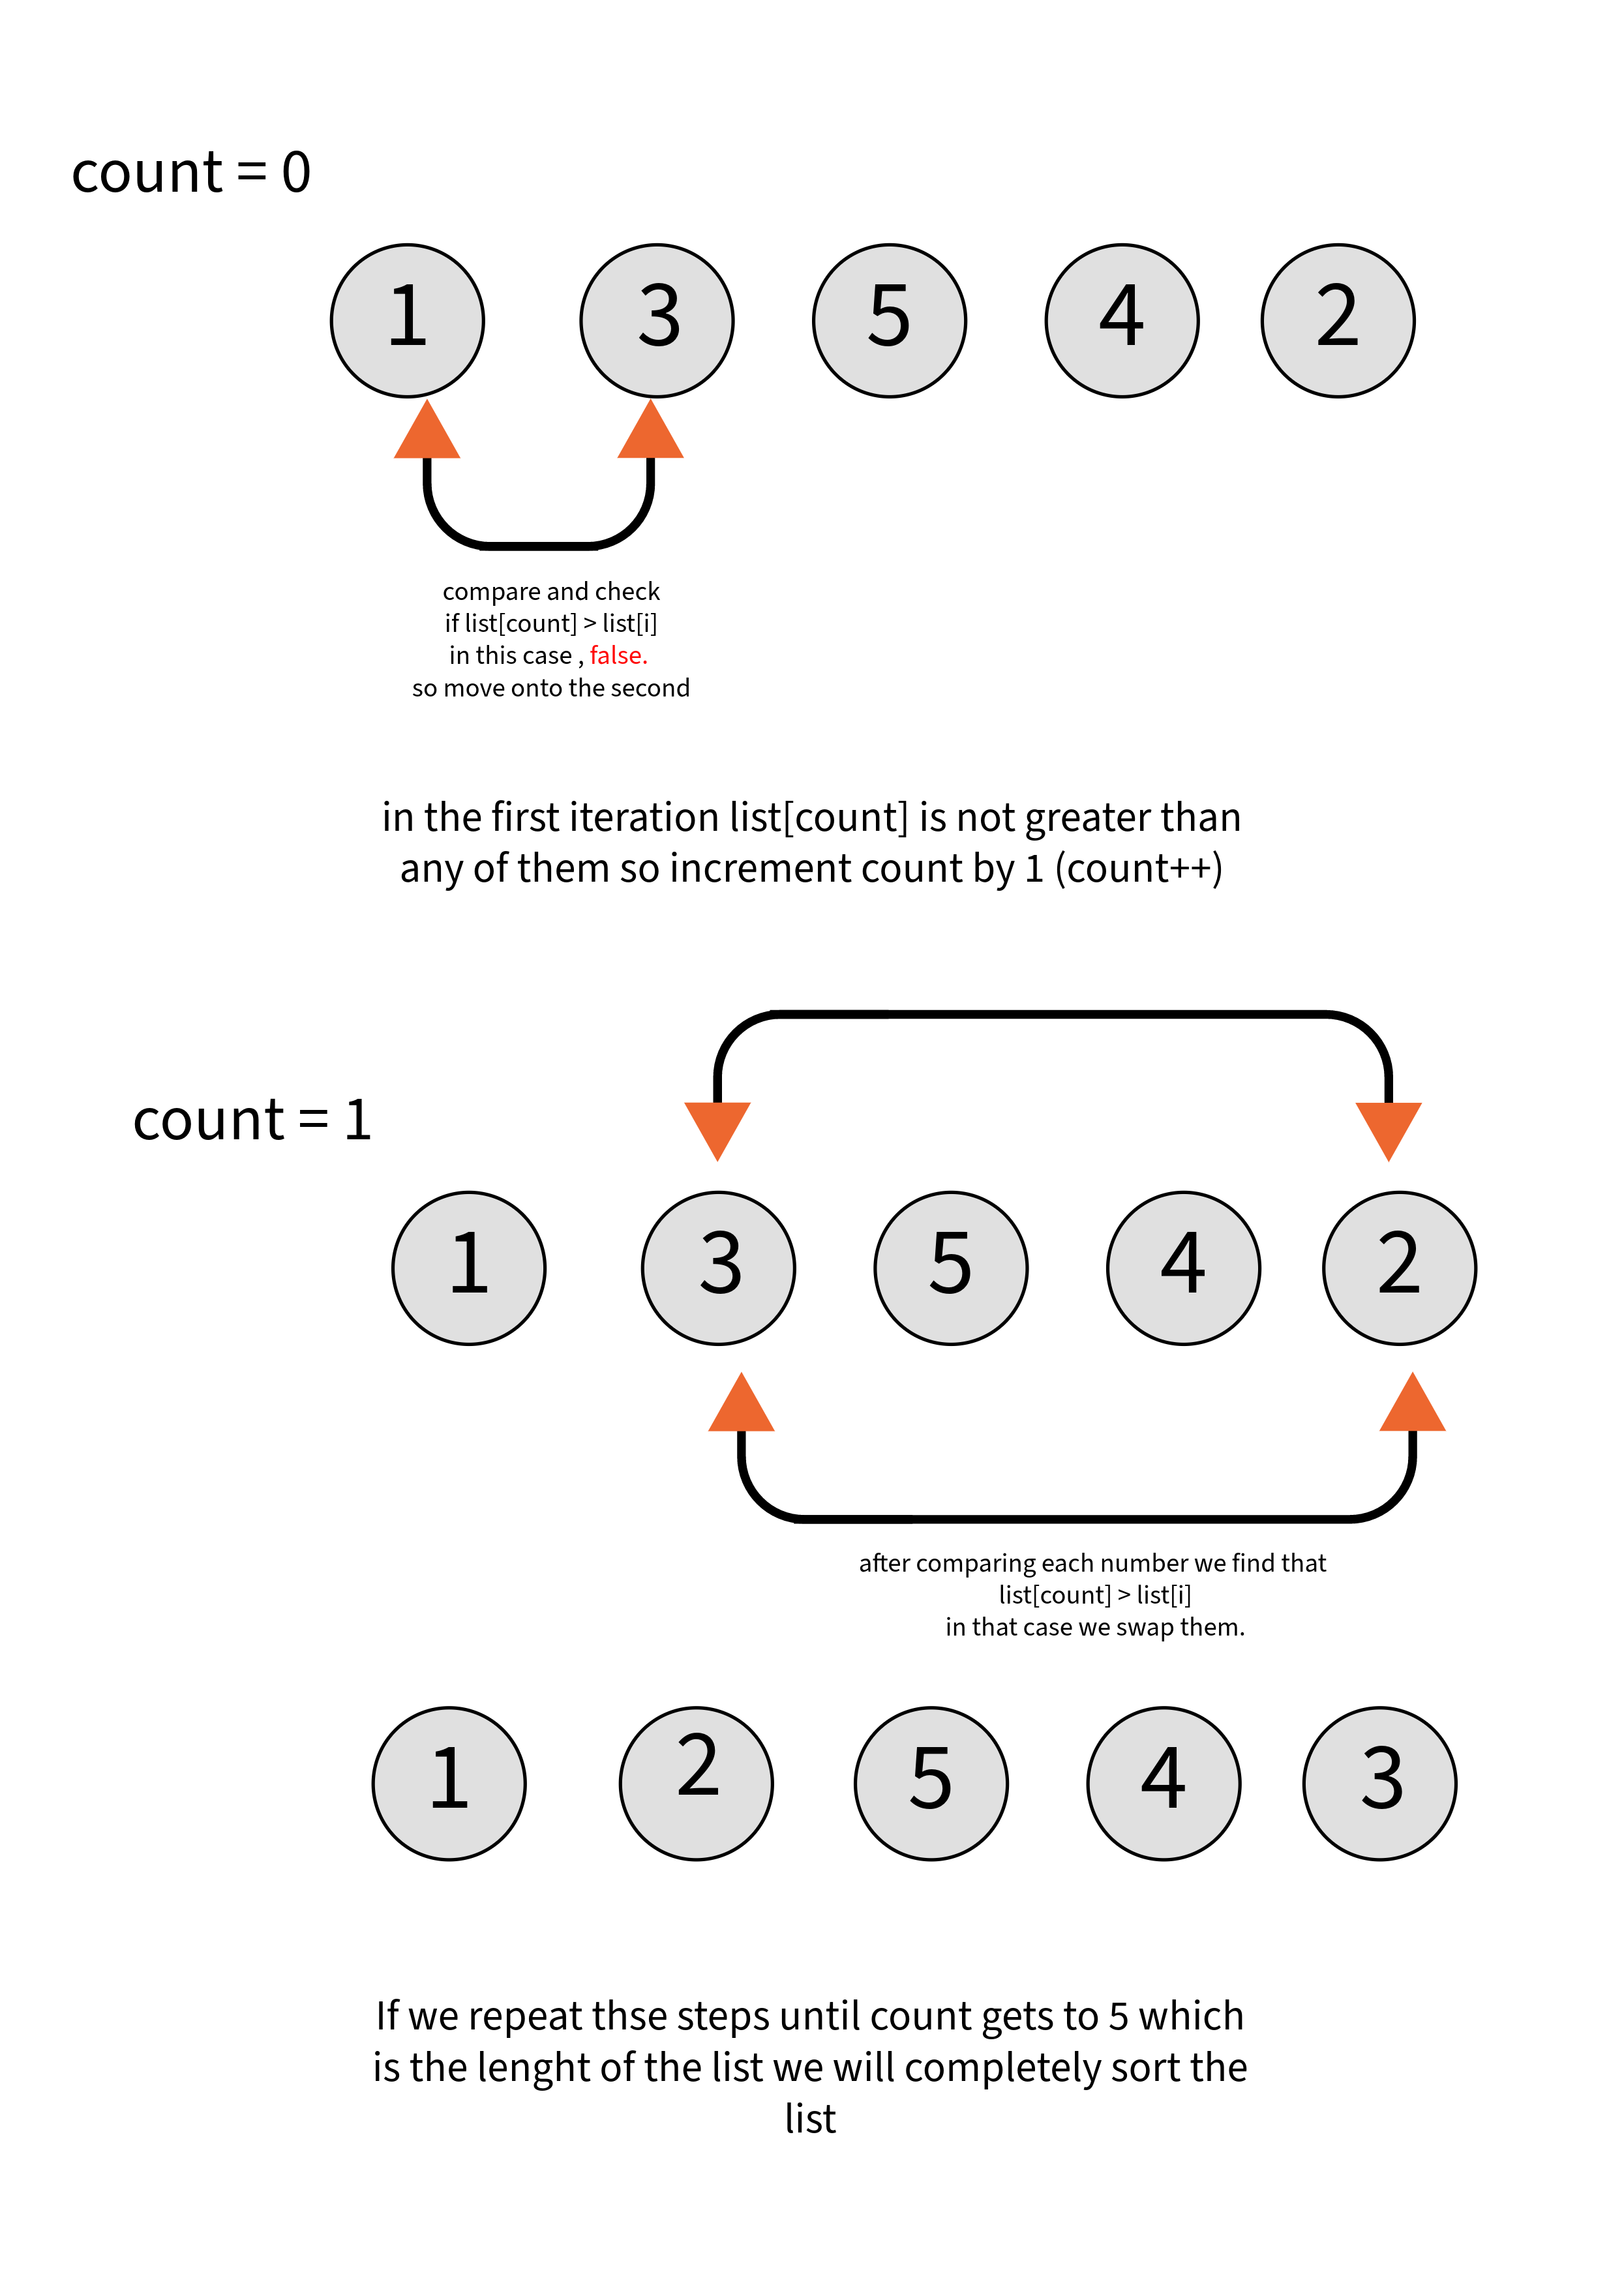 count = 0
1 3 5 4 2
compare and check
if list[count] > list[i]
in this case , false.
so move onto the second
in the first iteration list[count] is not greater than
any of them so increment count by 1 (count++)
count = 1
1 3 5 4 2
after comparing each number we find that
list[count] > list[i]
in that case we swap them.
1 2 5 4 3
If we repeat thse steps until count gets to 5 which
is the lenght of the list we will completely sort the
list